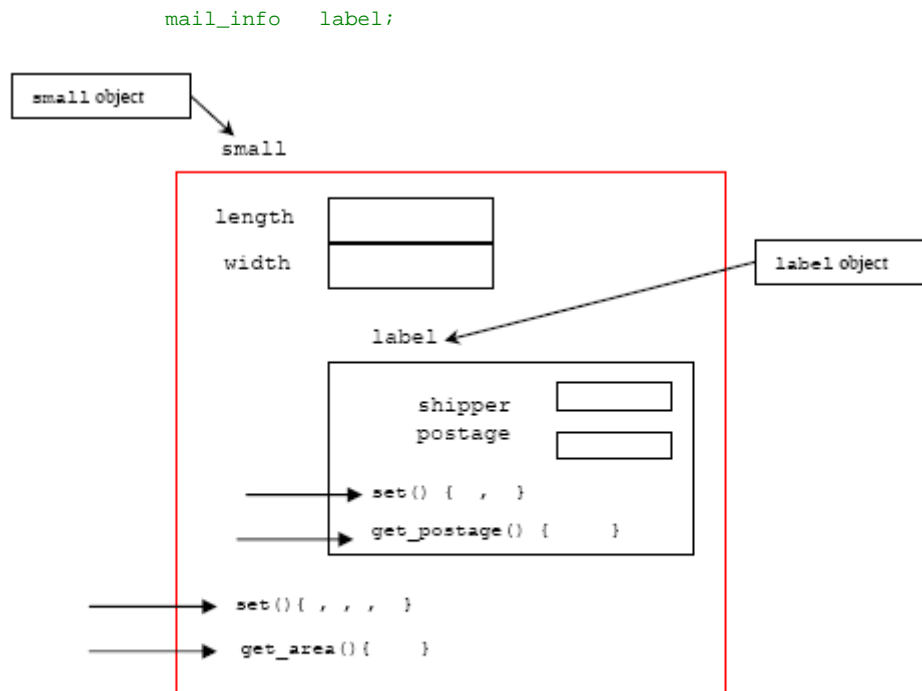 mail_info label;
small object
small
length
width
label object
label
shipper
postage
set() { , }
get_postage() { }
set(){ , , , }
get_area(){ }